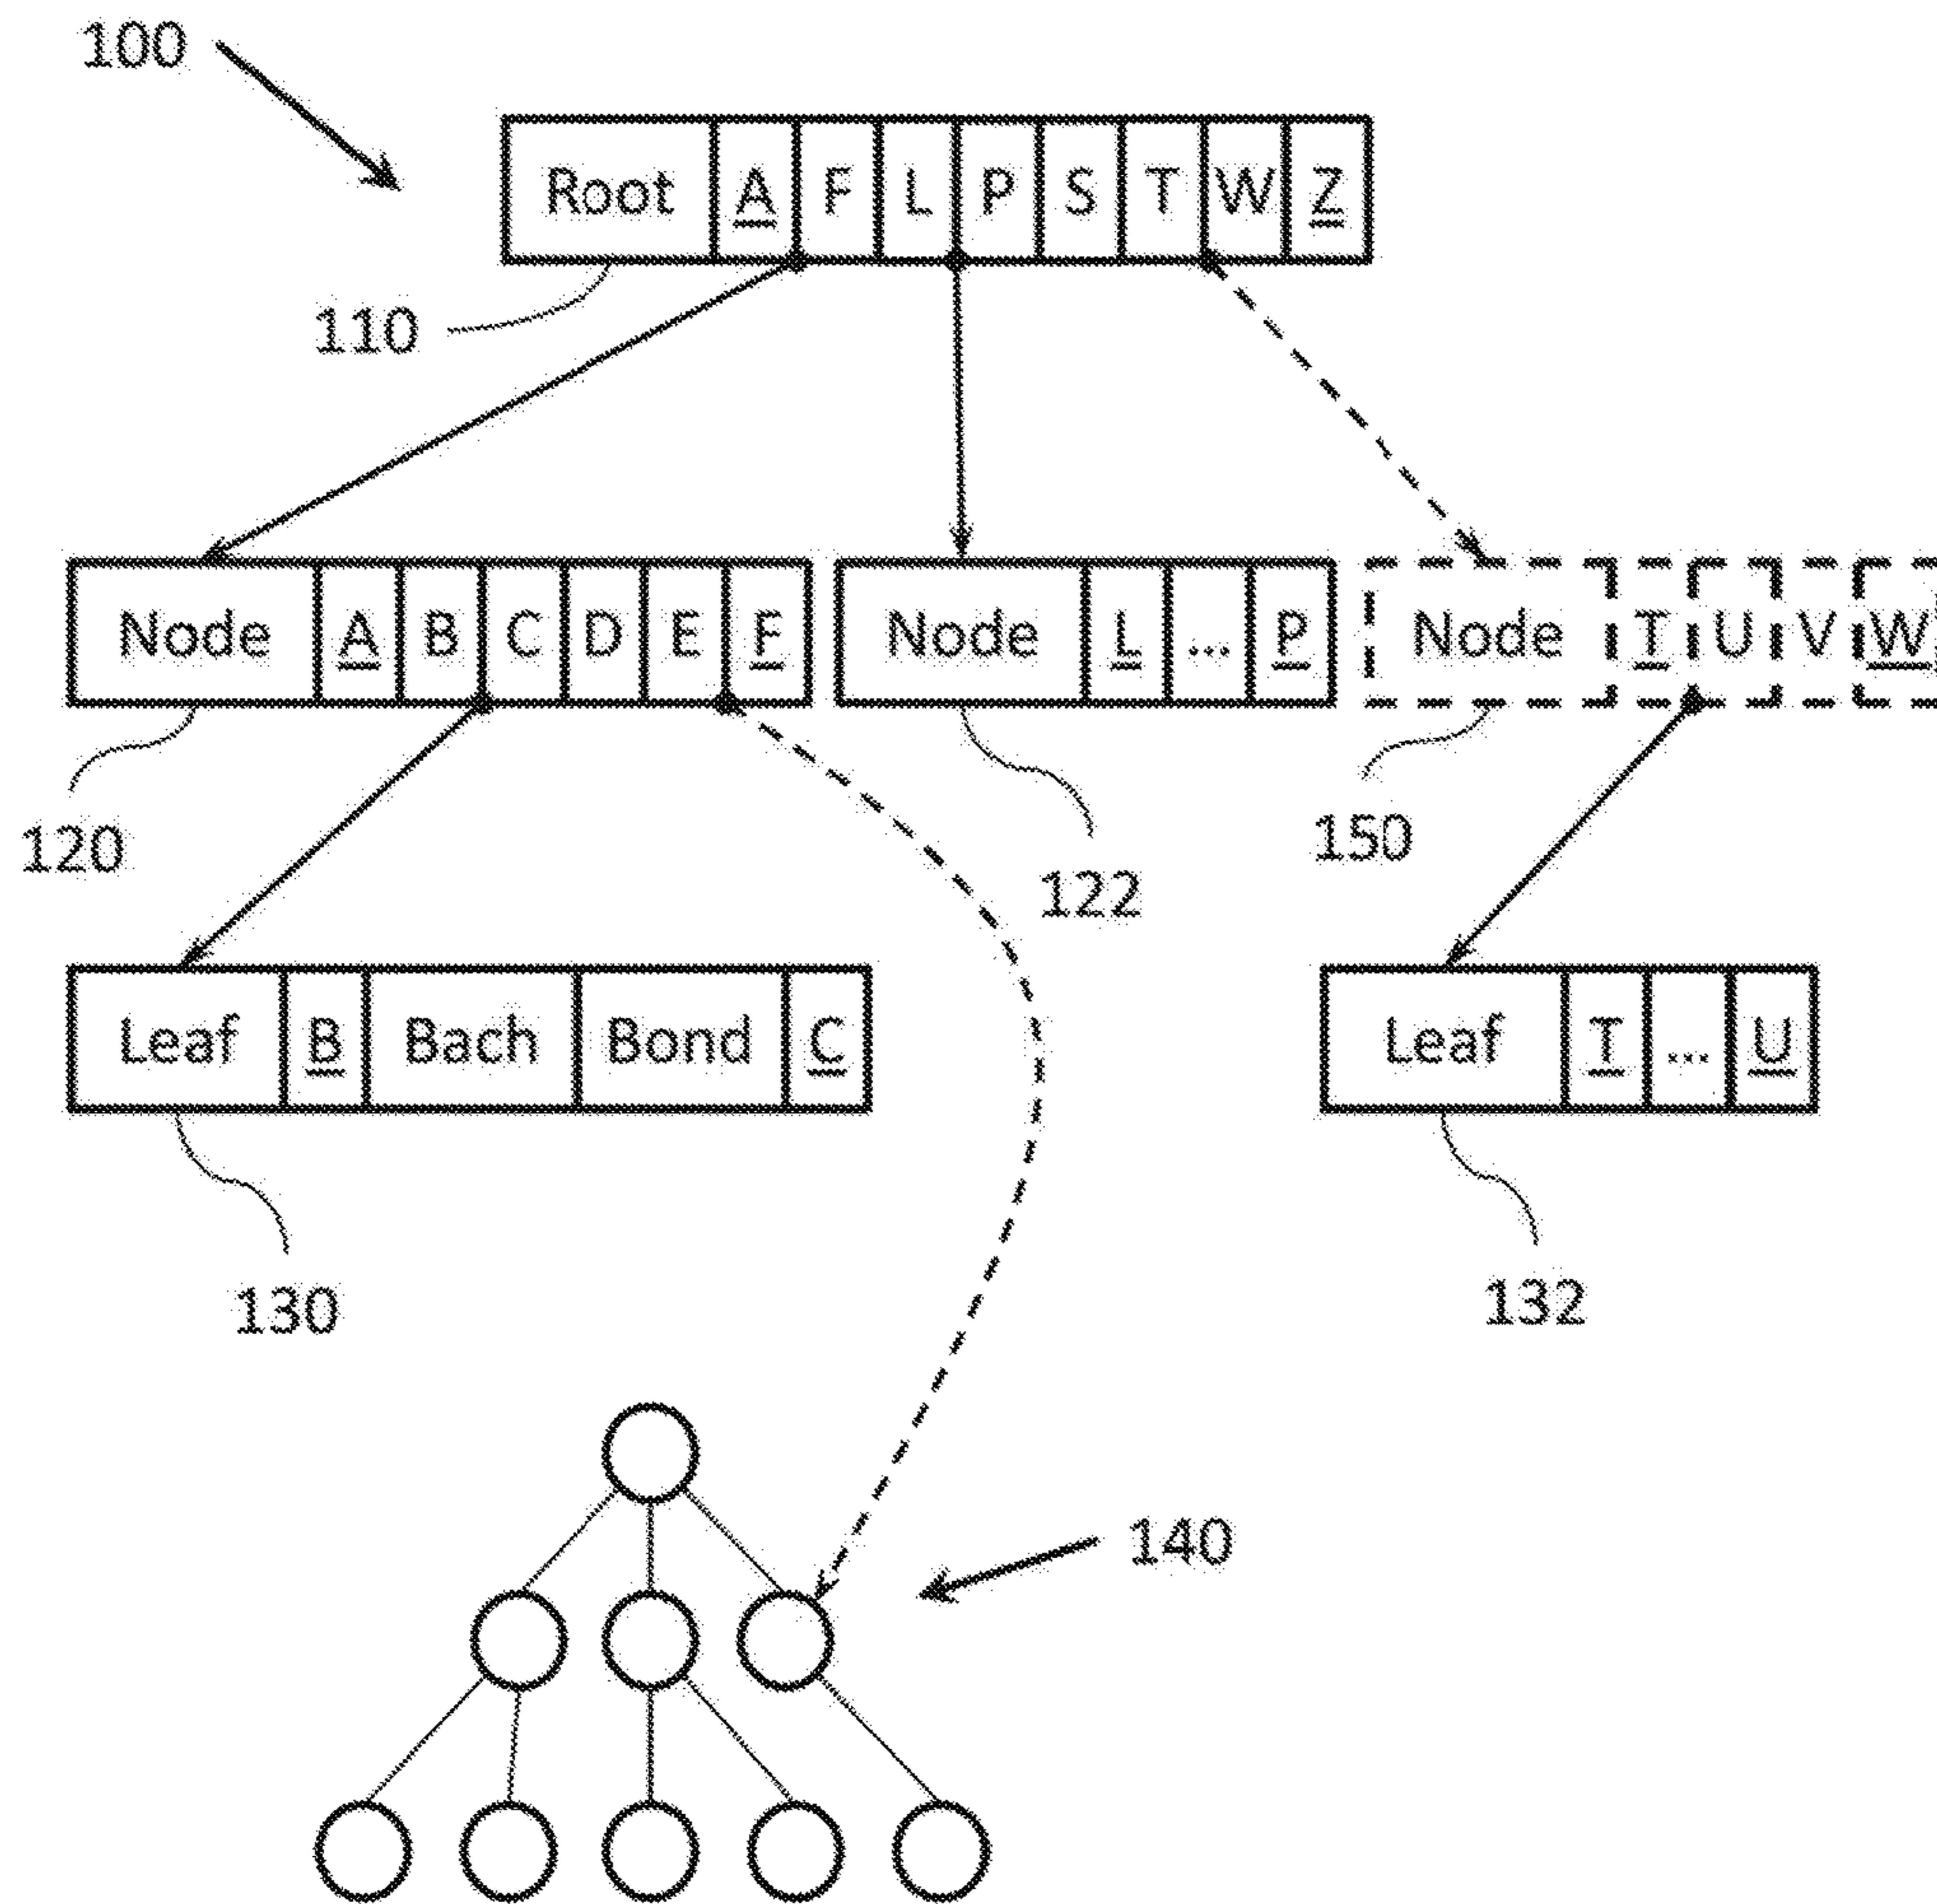 100
Root A F L P S T W Z
110
Node A B C D E F Node L ... P Node T U V W
120 122 150
Leaf B Bach Bond C Leaf T ... U
130 132
140